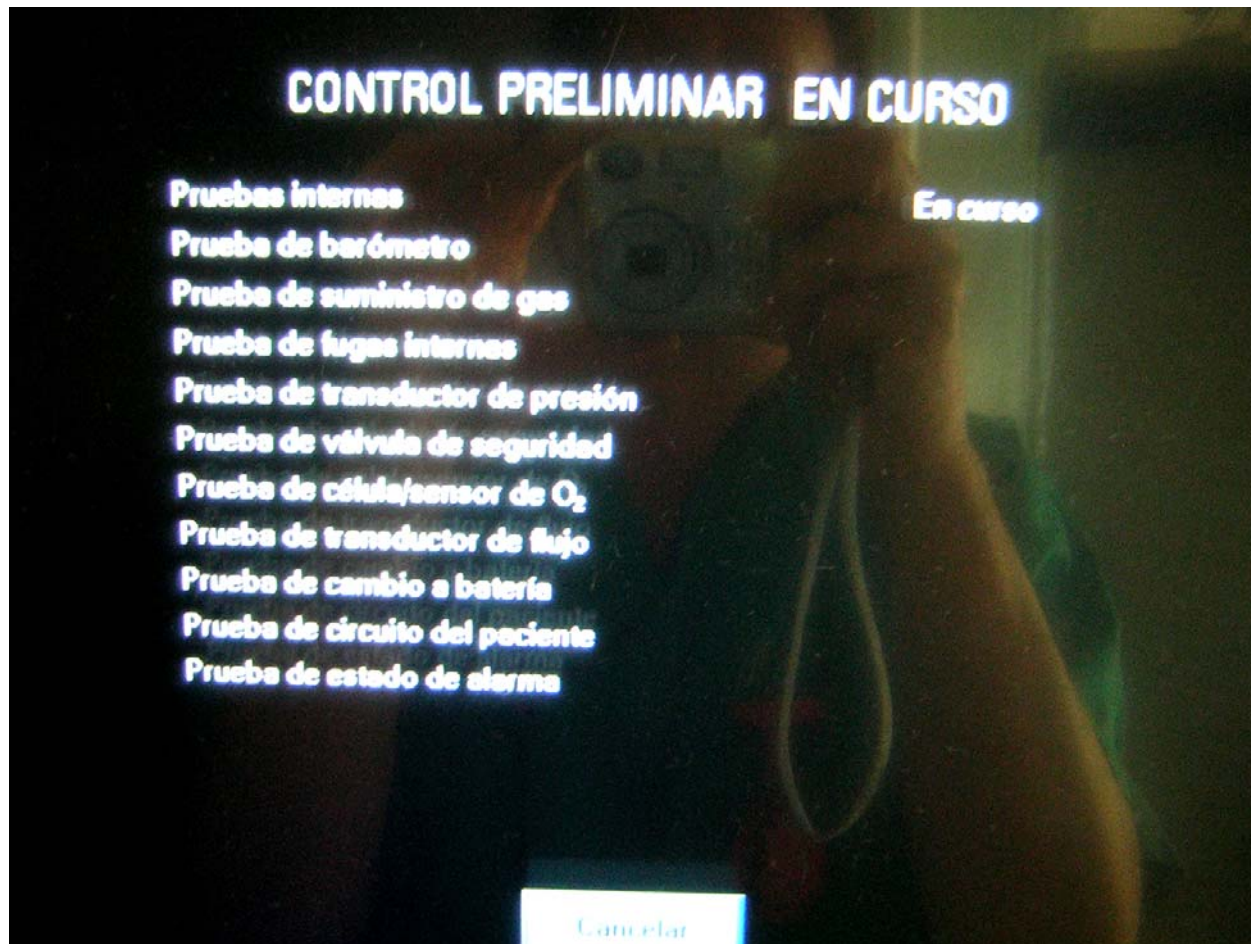 CONTROL PRELIMINAR EN CURSO
Pruebas internas En curso
Prueba de barómetro
Prueba de suministro de gas
Prueba de fugas internas
Prueba de transductor de presión
Prueba de válvula de seguridad
Prueba de célula/sensor de O₂
Prueba de transductor de flujo
Prueba de cambio a batería
Prueba de circuito del paciente
Prueba de estado de alarma
Cancelar